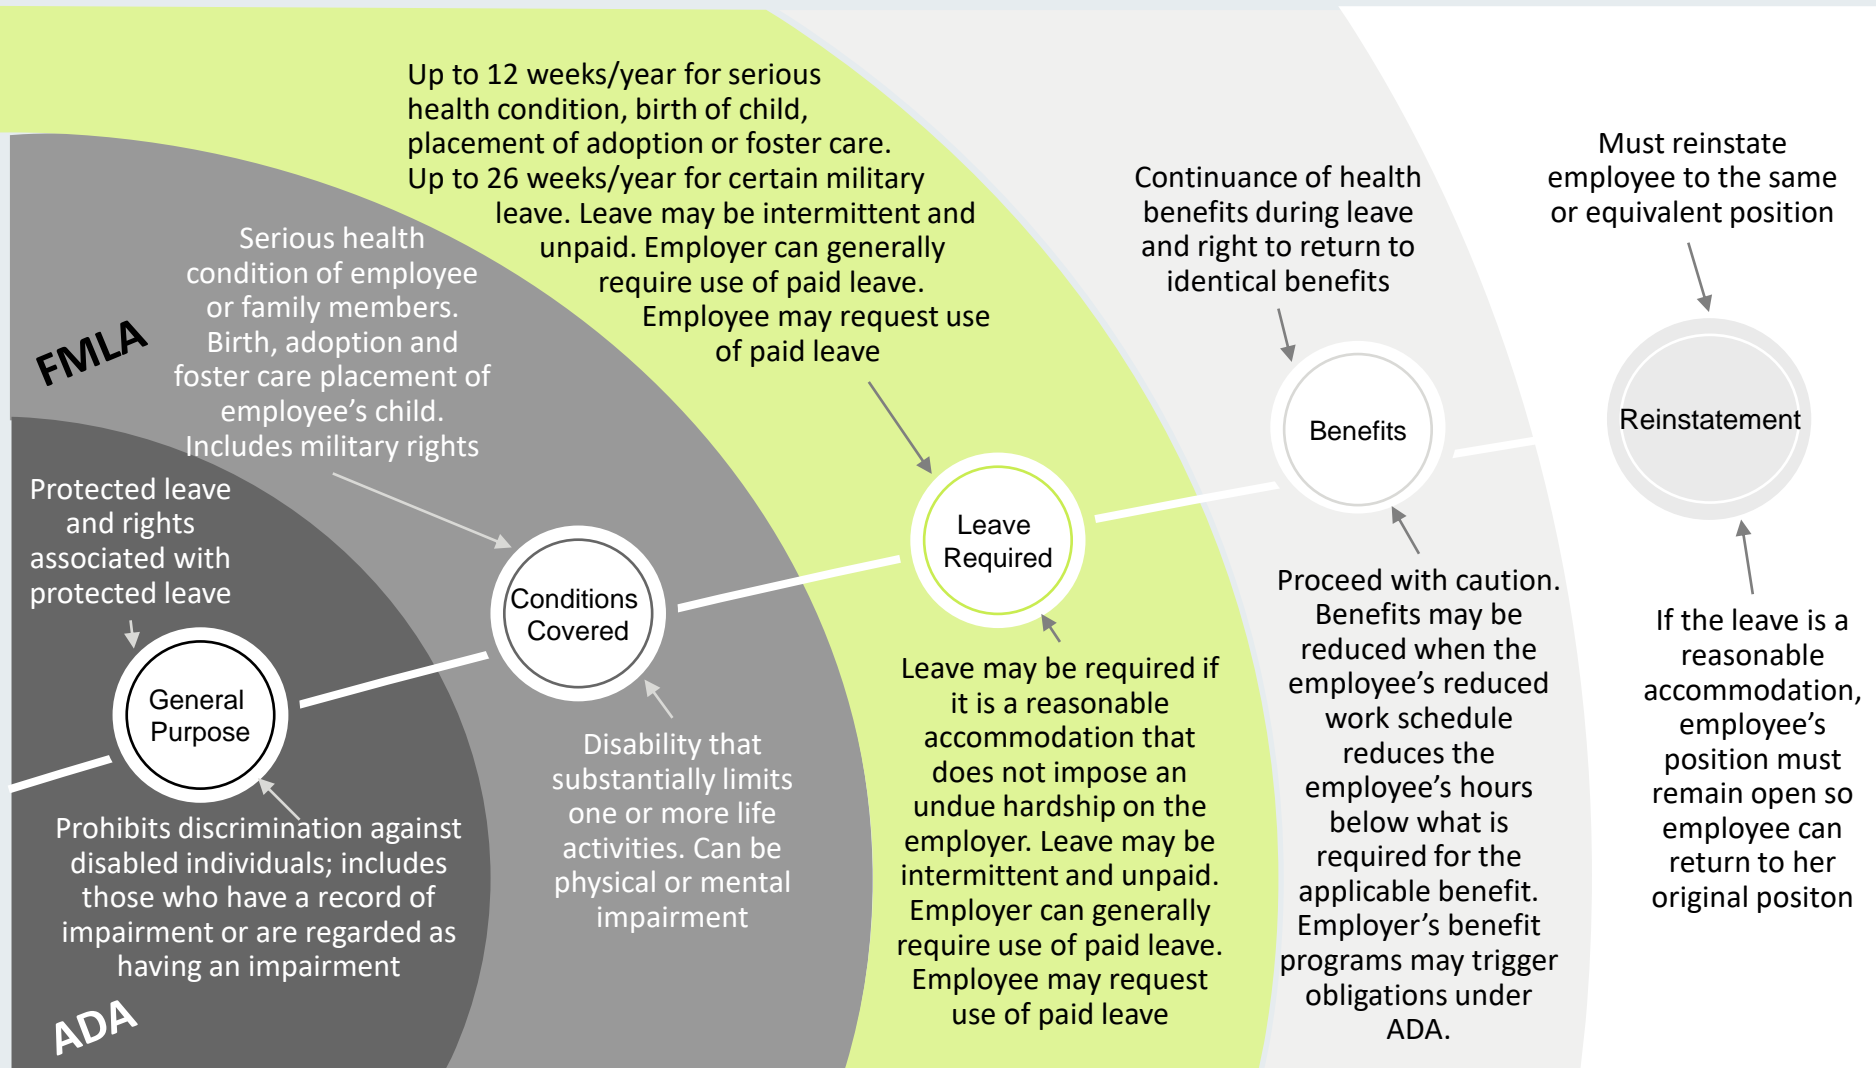 Up to 12 weeks/year for serious
health condition, birth of child,
placement of adoption or foster care.
Up to 26 weeks/year for certain military
leave. Leave may be intermittent and
unpaid. Employer can generally
require use of paid leave.
Employee may request use
of paid leave
Must reinstate
employee to the same
or equivalent position
Continuance of health
benefits during leave
and right to return to
identical benefits
Serious health
condition of employee
or family members.
Birth, adoption and
foster care placement of
employee’s child.
Includes military rights
FMLA
Protected leave
and rights
associated with
protected leave
General
Purpose
Conditions
Covered
Leave
Required
Benefits
Reinstatement
Prohibits discrimination against
disabled individuals; includes
those who have a record of
impairment or are regarded as
having an impairment
ADA
Disability that
substantially limits
one or more life
activities. Can be
physical or mental
impairment
Leave may be required if
it is a reasonable
accommodation that
does not impose an
undue hardship on the
employer. Leave may be
intermittent and unpaid.
Employer can generally
require use of paid leave.
Employee may request
use of paid leave
Proceed with caution.
Benefits may be
reduced when the
employee’s reduced
work schedule
reduces the
employee’s hours
below what is
required for the
applicable benefit.
Employer’s benefit
programs may trigger
obligations under
ADA.
If the leave is a
reasonable
accommodation,
employee’s
position must
remain open so
employee can
return to her
original positon